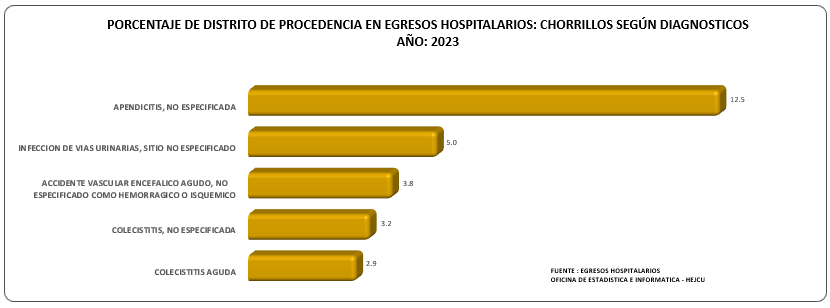 PORCENTAJE DE DISTRITO DE PROCEDENCIA EN EGRESOS HOSPITALARIOS: CHORRILLOS SEGÚN DIAGNOSTICOS
AÑO: 2023
APENDICITIS, NO ESPECIFICADA
12.5
INFECCION DE VIAS URINARIAS, SITIO NO ESPECIFICADO
5.0
ACCIDENTE VASCULAR ENCEFALICO AGUDO, NO
ESPECIFICADO COMO HEMORRAGICO O ISQUEMICO
3.8
COLECISTITIS, NO ESPECIFICADA
3.2
COLECISTITIS AGUDA
2.9
FUENTE : EGRESOS HOSPITALARIOS
OFICINA DE ESTADISTICA E INFORMATICA - HEJCU